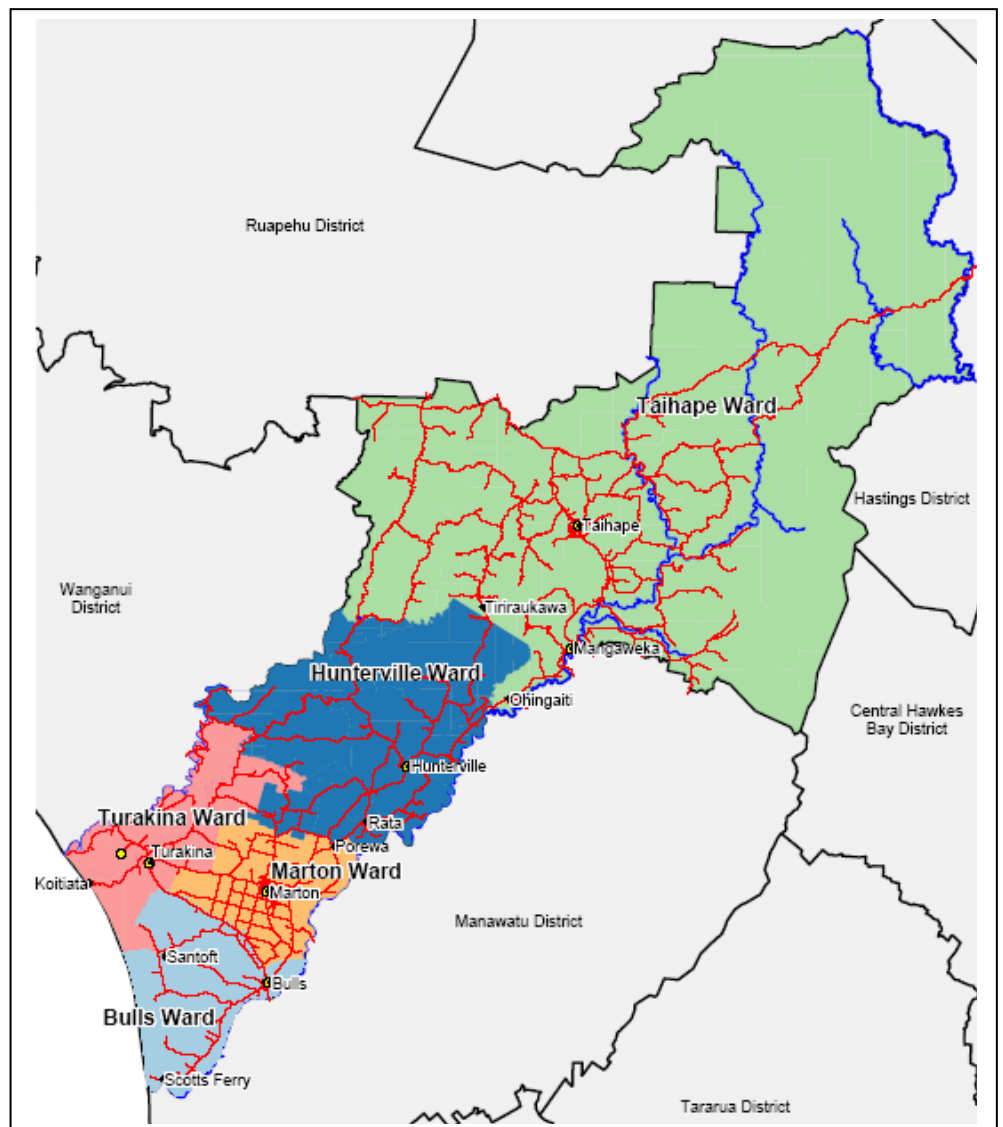 Ruapehu District
Taihape Ward
Hastings District
Taihape
Wanganui
District
Tiriraukawa
Mangaweka
Hunterville Ward
Ohingaiti
Central Hawkes
Bay District
Hunterville
Turakina Ward
Rata
Porewa
Turakina
Marton Ward
Koitiata
Marton
Manawatu District
Santoft
Bulls
Bulls Ward
Scotts Ferry
Tararua District